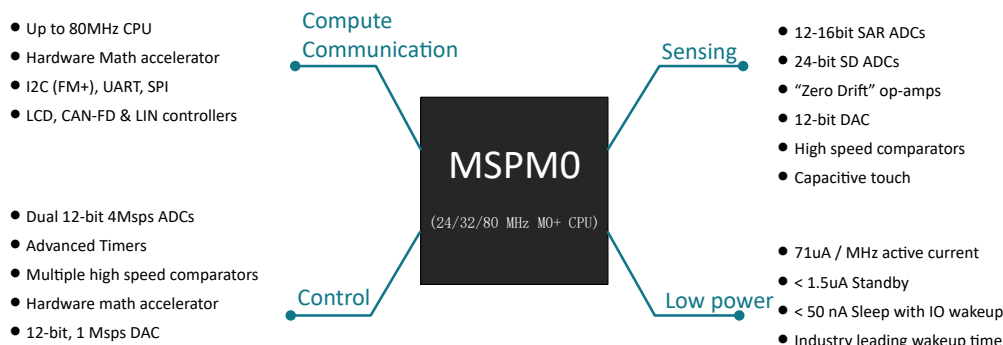 Compute
Communication
● Up to 80MHz CPU
● Hardware Math accelerator
● I2C (FM+), UART, SPI
● LCD, CAN-FD & LIN controllers
Sensing
● 12-16bit SAR ADCs
● 24-bit SD ADCs
● “Zero Drift” op-amps
● 12-bit DAC
● High speed comparators
● Capacitive touch
MSPM0
(24/32/80 MHz M0+ CPU)
Control
● Dual 12-bit 4Msps ADCs
● Advanced Timers
● Multiple high speed comparators
● Hardware math accelerator
● 12-bit, 1 Msps DAC
Low power
● 71uA / MHz active current
● < 1.5uA Standby
● < 50 nA Sleep with IO wakeup
● Industry leading wakeup time